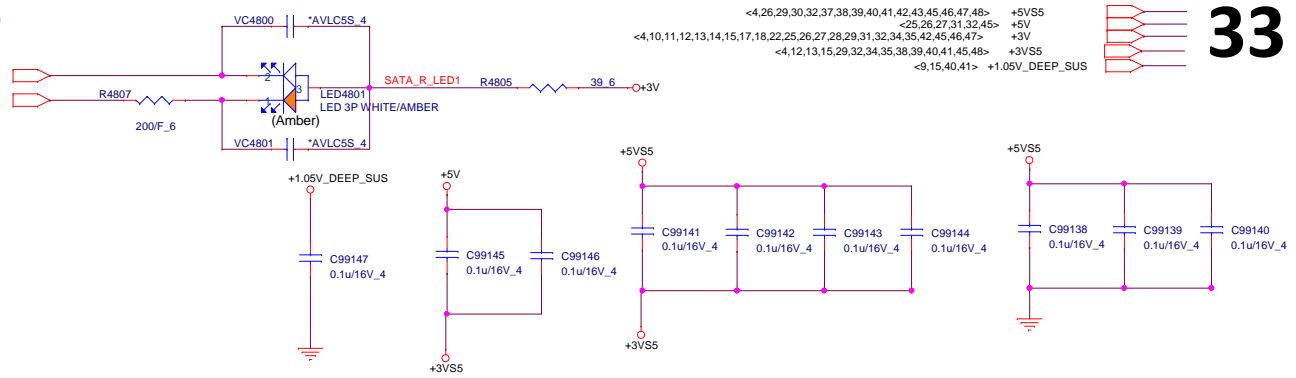 VC4800 *AVLC5S_4
<4,26,29,30,32,37,38,39,40,41,42,43,45,46,47,48> +5VS5
<25,26,27,31,32,45> +5V
<4,10,11,12,13,14,15,17,18,22,25,26,27,28,29,31,32,34,35,42,45,46,47> +3V
<4,12,13,15,29,32,34,35,38,39,40,41,45,48> +3VS5
<9,15,40,41> +1.05V_DEEP_SUS
33
2
3
1
SATA_R_LED1
R4805 39_6 +3V
R4807
200/F_6
LED4801
LED 3P WHITE/AMBER
(Amber)
VC4801 *AVLC5S_4
+1.05V_DEEP_SUS
C99147
0.1u/16V_4
+5V
C99145
0.1u/16V_4
C99146
0.1u/16V_4
+3VS5
+5VS5
C99141
0.1u/16V_4
C99142
0.1u/16V_4
C99143
0.1u/16V_4
C99144
0.1u/16V_4
+3VS5
+5VS5
C99138
0.1u/16V_4
C99139
0.1u/16V_4
C99140
0.1u/16V_4